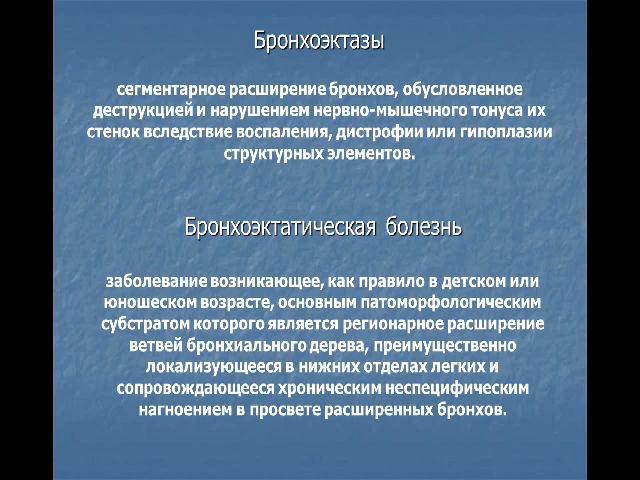 Бронхоэктазы
сегментарное расширение бронхов, обусловленное
деструкцией и нарушением нервно-мышечного тонуса их
стенок вследствие воспаления, дистрофии или гипоплазии
структурных элементов.
Бронхоэктатическая болезнь
заболевание возникающее, как правило в детском или
юношеском возрасте, основным патоморфологическим
субстратом которого является регионарное расширение
ветвей бронхиального дерева, преимущественно
локализующееся в нижних отделах легких и
сопровождающееся хроническим неспецифическим
нагноением в просвете расширенных бронхов.